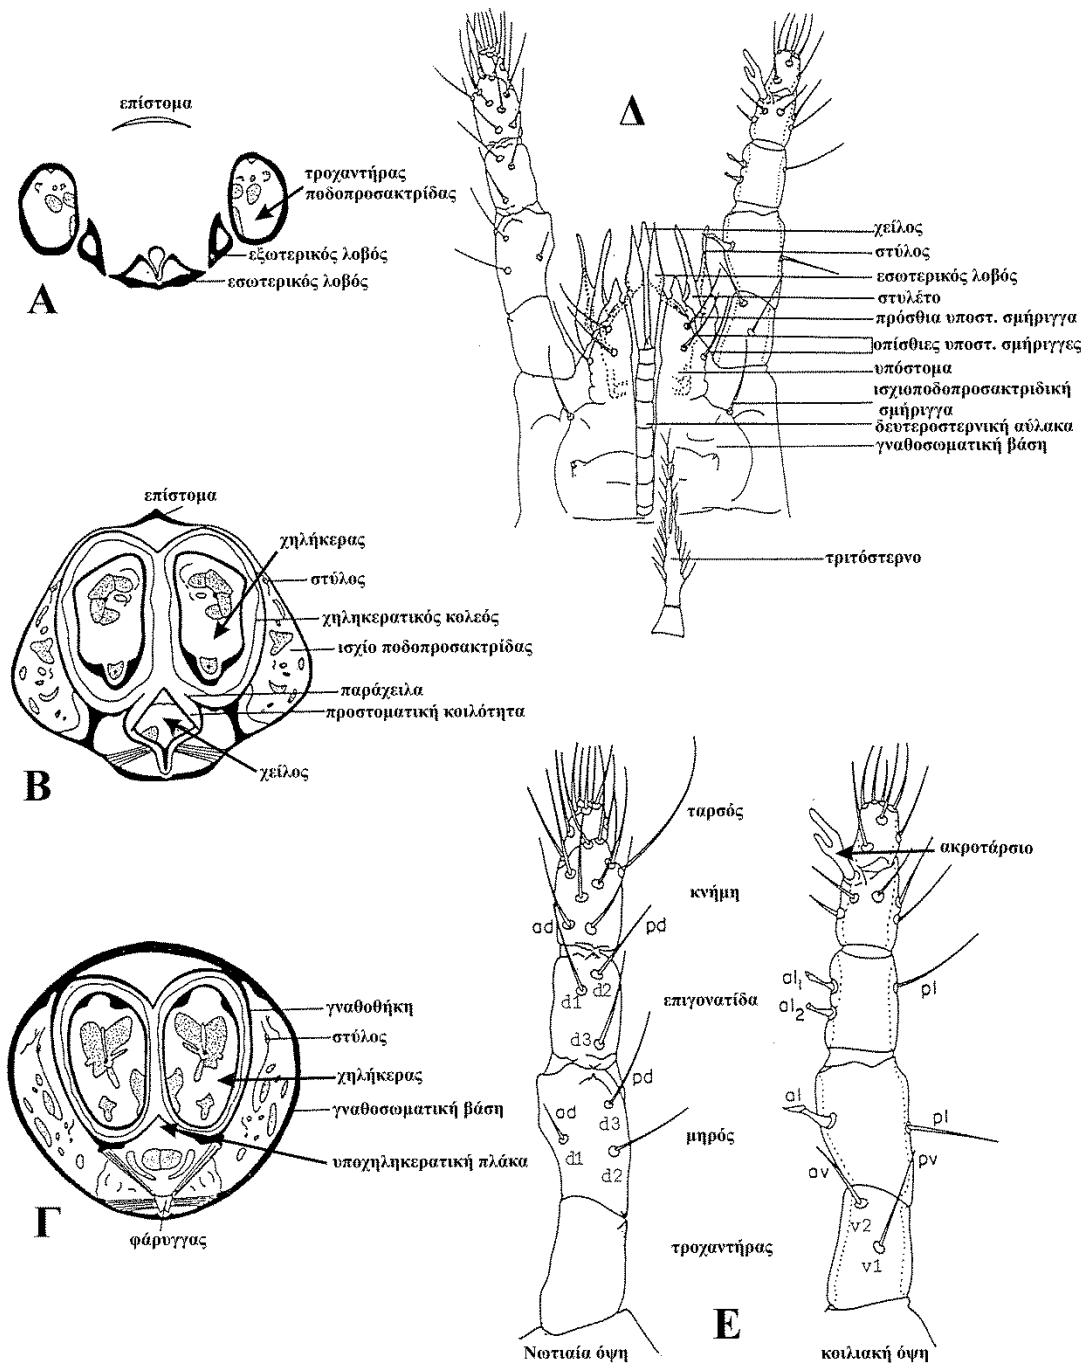 επίστομα
τροχαντήρας
ποδοπροσακτρίδας
εξωτερικός λοβός
εσωτερικός λοβός
Α
Δ
χείλος
στύλος
εσωτερικός λοβός
στυλέτο
πρόσθια υποστ. σμήριγγα
οπίσθιες υποστ. σμήριγγες
υπόστομα
ισχιοποδοπροσακτριδική
σμήριγγα
δευτεροστερνική αύλακα
γναθοσωματική βάση
τριτόστερνο
επίστομα
χηλήκερας
στύλος
χηληκερατικός κολεός
ισχίο ποδοπροσακτρίδας
παράχειλα
προστοματική κοιλότητα
χείλος
Β
γναθοθήκη
στύλος
χηλήκερας
γναθοσωματική βάση
υποχηληκερατική πλάκα
φάρυγγας
Γ
ταρσός
ακροτάρσιο
κνήμη
ad
pd
d1
d2
επιγονατίδα
al1
al2
pl
d3
pd
ad
d3
d1
d2
μηρός
al
pl
av
pv
v2
v1
τροχαντήρας
Ε
Νωτιαία όψη
κοιλιακή όψη